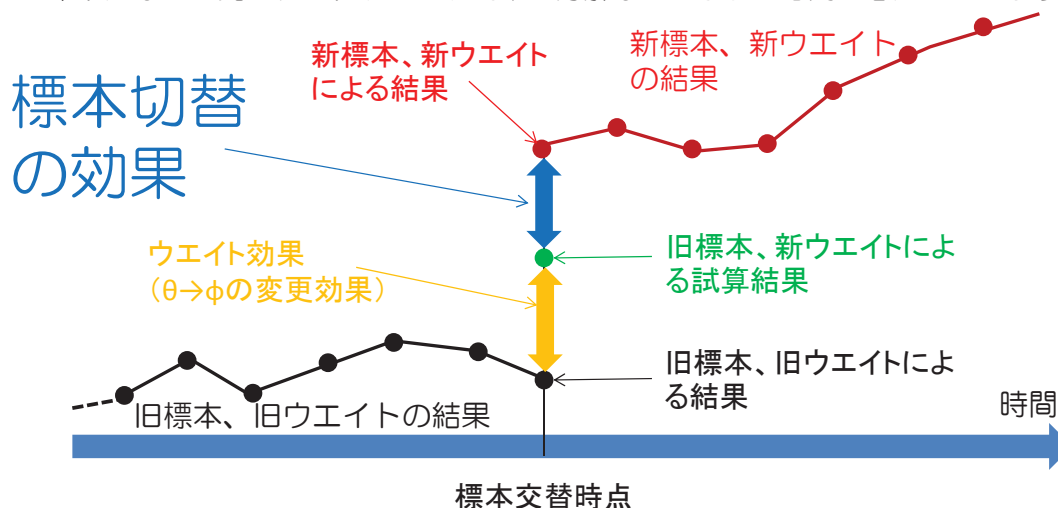 新標本、新ウエイト
による結果
新標本、新ウエイト
の結果
標本切替
の効果
ウエイト効果
（θ→φの変更効果）
旧標本、新ウエイトによ
る試算結果
旧標本、旧ウエイトによ
る結果
旧標本、旧ウエイトの結果
時間
標本交替時点